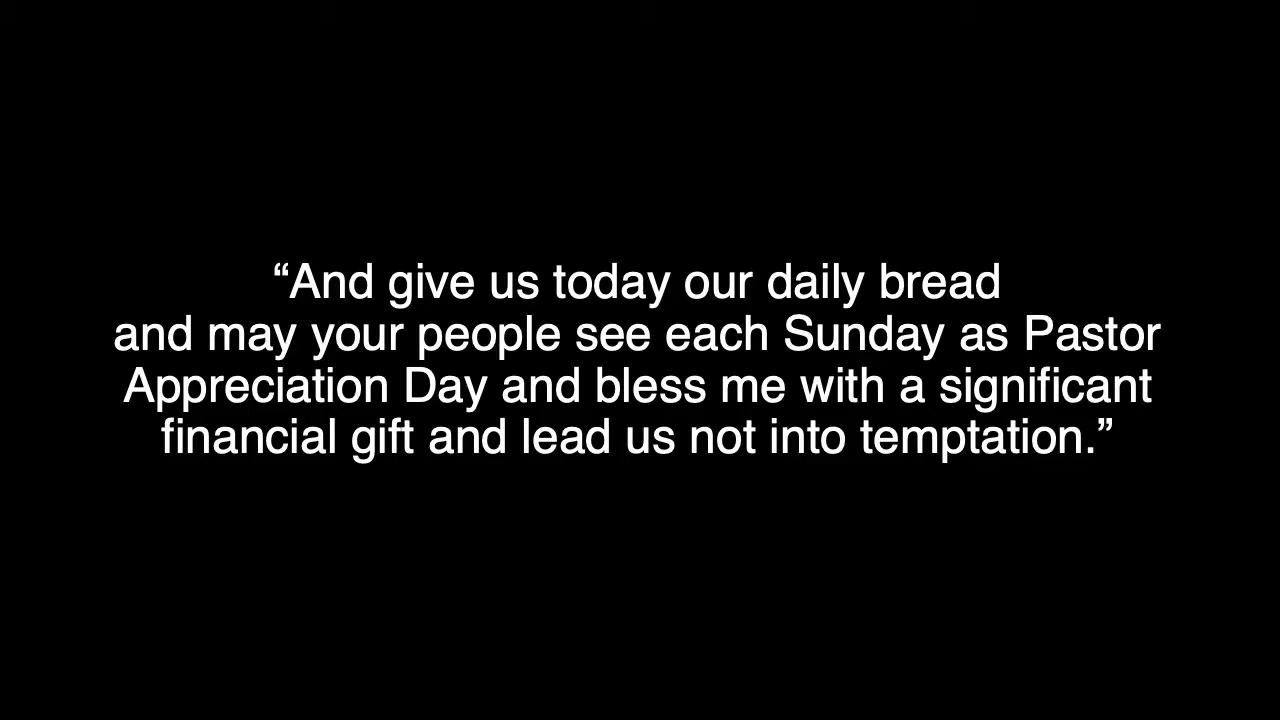 “And give us today our daily bread
and may your people see each Sunday as Pastor
Appreciation Day and bless me with a significant
financial gift and lead us not into temptation.”